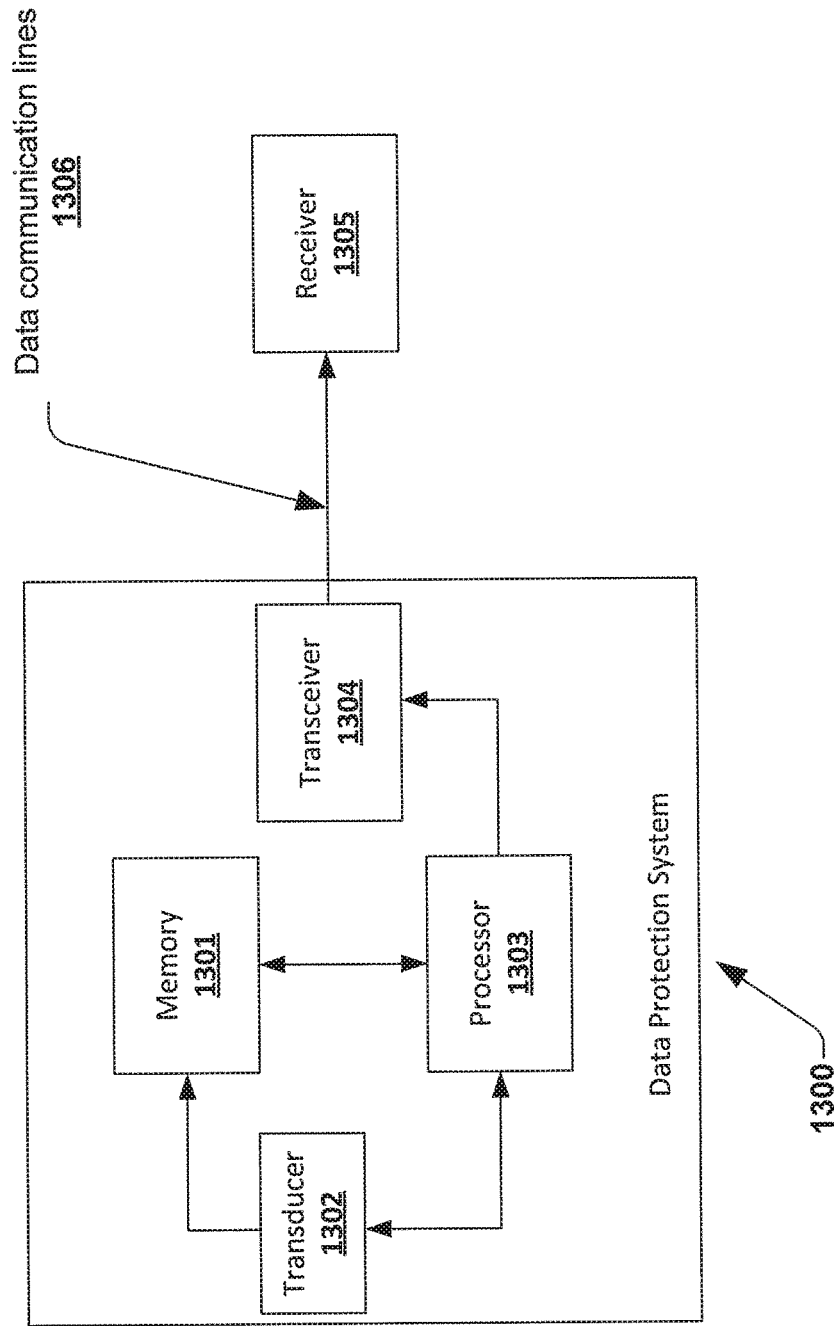 Data communication lines
1306
Receiver
1305
Transceiver
1304
Memory
1301
Processor
1303
Transducer
1302
Data Protection System
1300